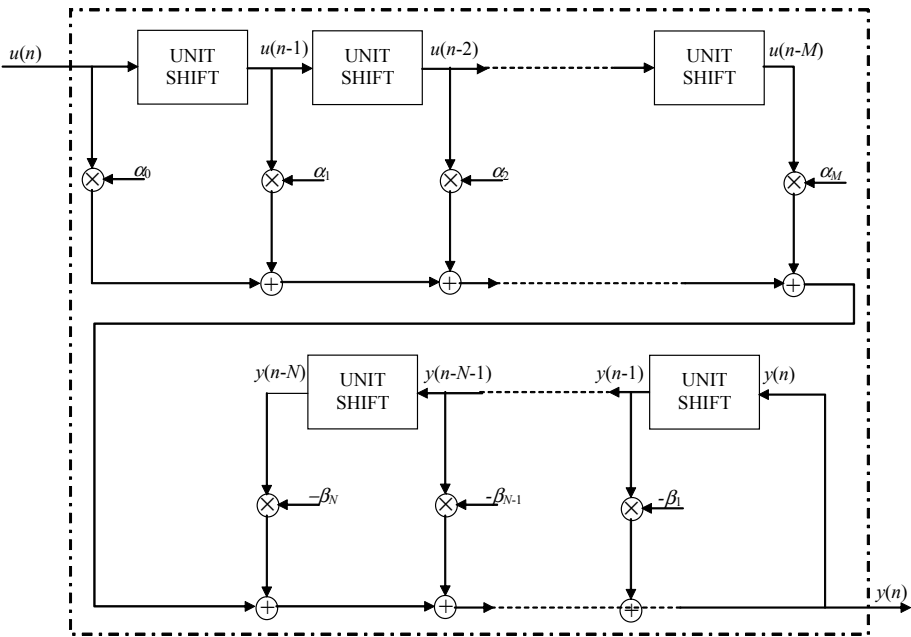 u(n)
UNIT SHIFT
u(n-1)
UNIT SHIFT
u(n-2)
UNIT SHIFT
u(n-M)
α0
α1
α2
αM
× × × ×
+ + +
y(n-N)
UNIT SHIFT
y(n-N-1)
y(n-1)
UNIT SHIFT
y(n)
–βN
-βN-1
-β1
× × ×
+ + +
y(n)